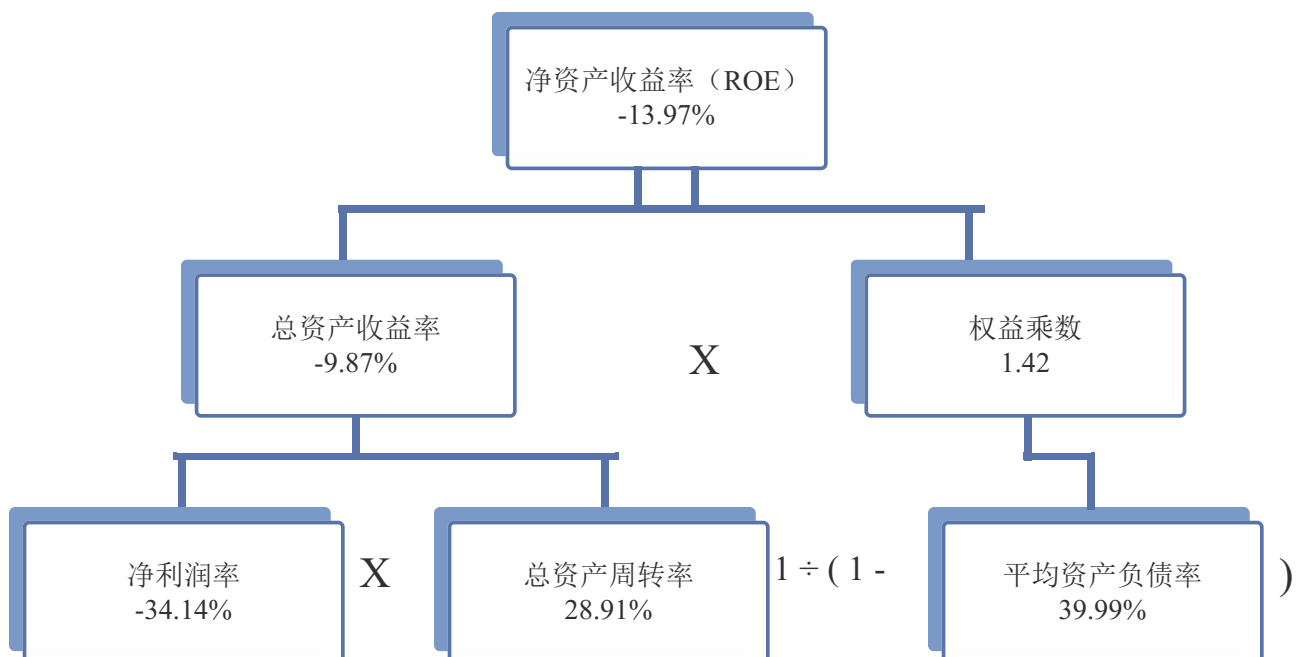 净资产收益率（ROE）
-13.97%
总资产收益率
-9.87%
X
权益乘数
1.42
净利润率
-34.14%
X
总资产周转率
28.91%
1 ÷ ( 1 -
平均资产负债率
39.99%
)